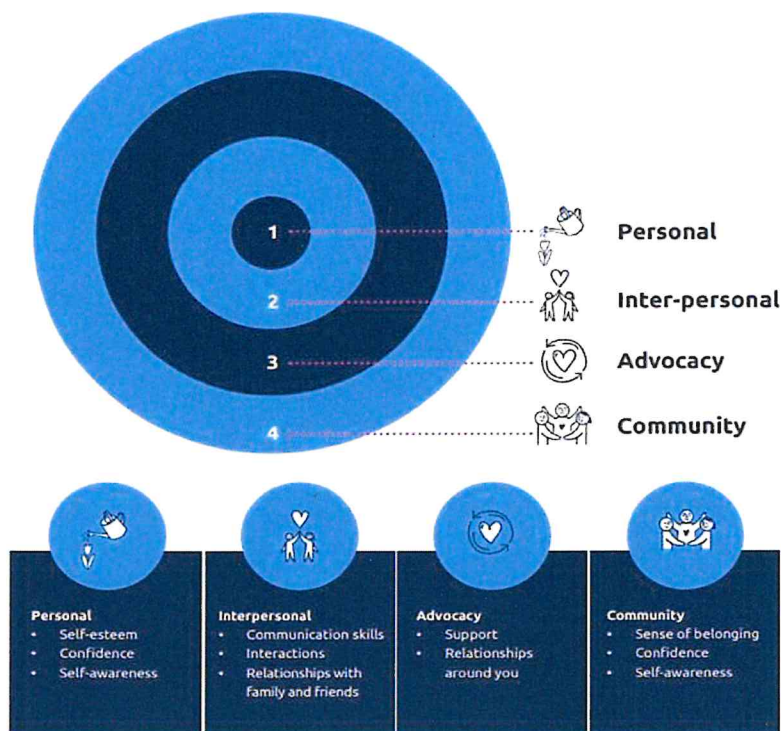 1
Personal
2
Inter-personal
3
Advocacy
4
Community
Personal
• Self-esteem
• Confidence
• Self-awareness
Interpersonal
• Communication skills
• Interactions
• Relationships with
family and friends
Advocacy
• Support
• Relationships
around you
Community
• Sense of belonging
• Confidence
• Self-awareness